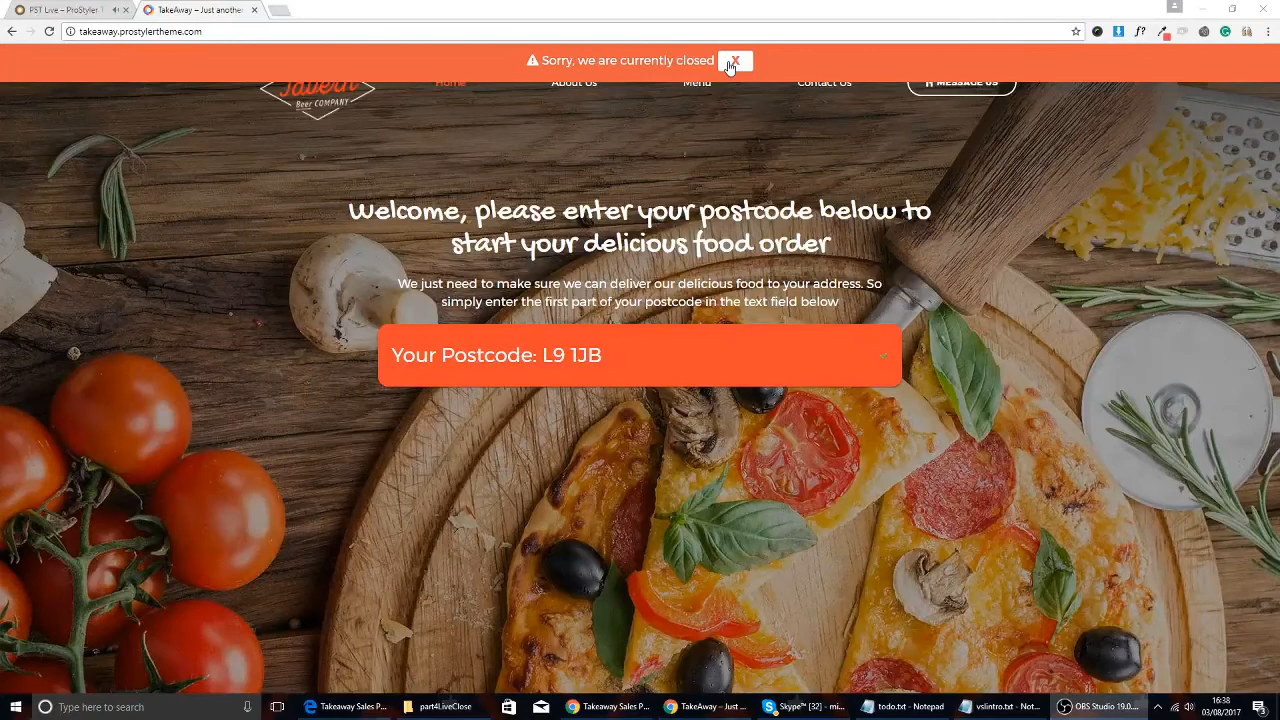 PST Live – ProStyler T
TakeAway – Just anothe
takeaway.prostylertheme.com
Sorry, we are currently closed X
Tavern
Beer COMPANY
Home About Us Menu Contact Us MESSAGE US
Welcome, please enter your postcode below to
start your delicious food order
We just need to make sure we can deliver our delicious food to your address. So
simply enter the first part of your postcode in the text field below
Your Postcode: L9 1JB
Type here to search
Takeaway Sales P...
part4LiveClose
Takeaway Sales P...
TakeAway – Just ...
Skype™ [32] - mi...
todo.txt - Notepad
vslintro.txt - Not...
OBS Studio 19.0....
16:38
03/08/2017